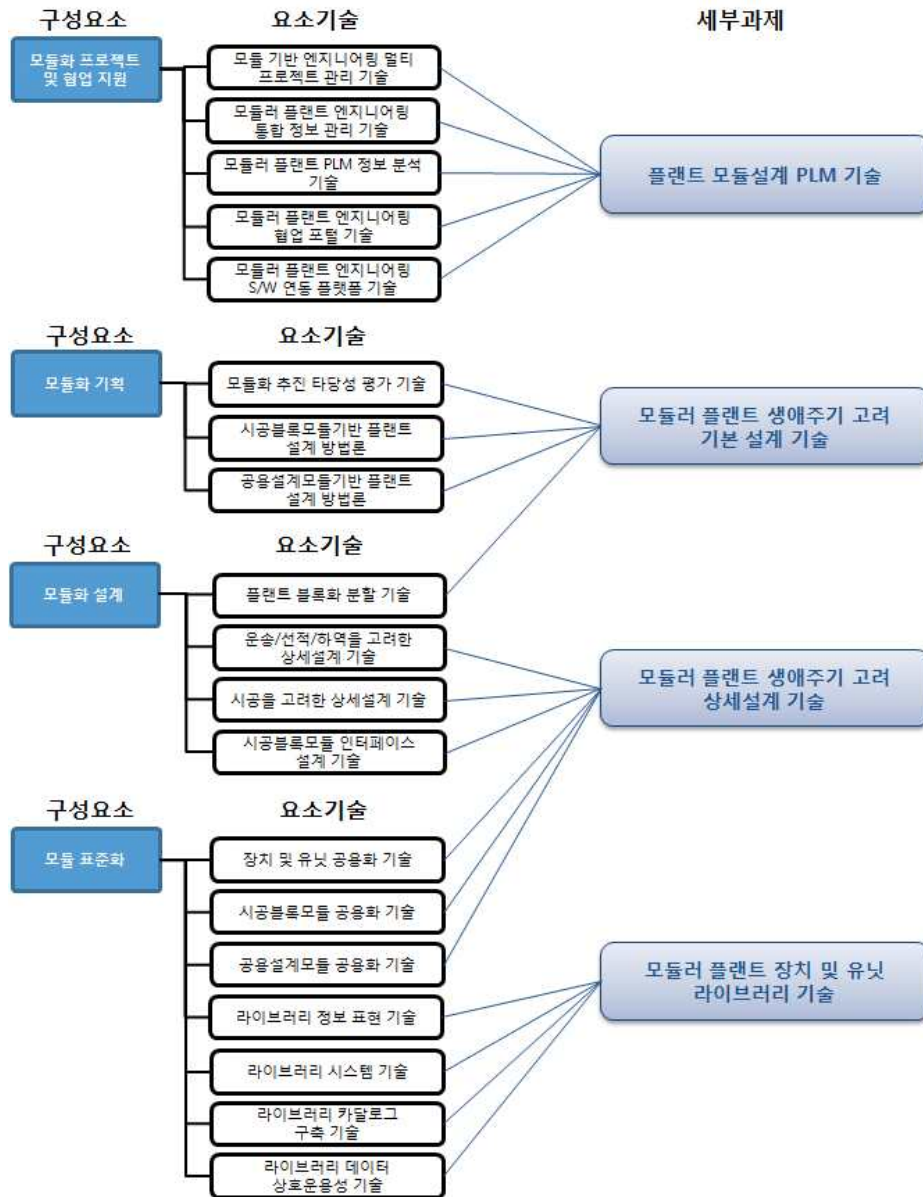 구성요소
요소기술
세부과제
모듈화 프로젝트
및 협업 지원
모듈 기반 엔지니어링 멀티
프로젝트 관리 기술
모듈러 플랜트 엔지니어링
통합 정보 관리 기술
모듈러 플랜트 PLM 정보 분석
기술
모듈러 플랜트 엔지니어링
협업 포털 기술
모듈러 플랜트 엔지니어링
S/W 연동 플랫폼 기술
플랜트 모듈설계 PLM 기술
구성요소
요소기술
모듈화 기획
모듈화 추진 타당성 평가 기술
시공블록모듈기반 플랜트
설계 방법론
공용설계모듈기반 플랜트
설계 방법론
모듈러 플랜트 생애주기 고려
기본 설계 기술
구성요소
요소기술
모듈화 설계
플랜트 블록화 분할 기술
운송/선적/하역을 고려한
상세설계 기술
시공을 고려한 상세설계 기술
시공블록모듈 인터페이스
설계 기술
모듈러 플랜트 생애주기 고려
상세설계 기술
구성요소
요소기술
모듈 표준화
장치 및 유닛 공용화 기술
시공블록모듈 공용화 기술
공용설계모듈 공용화 기술
라이브러리 정보 표현 기술
라이브러리 시스템 기술
라이브러리 카달로그
구축 기술
라이브러리 데이터
상호운용성 기술
모듈러 플랜트 장치 및 유닛
라이브러리 기술